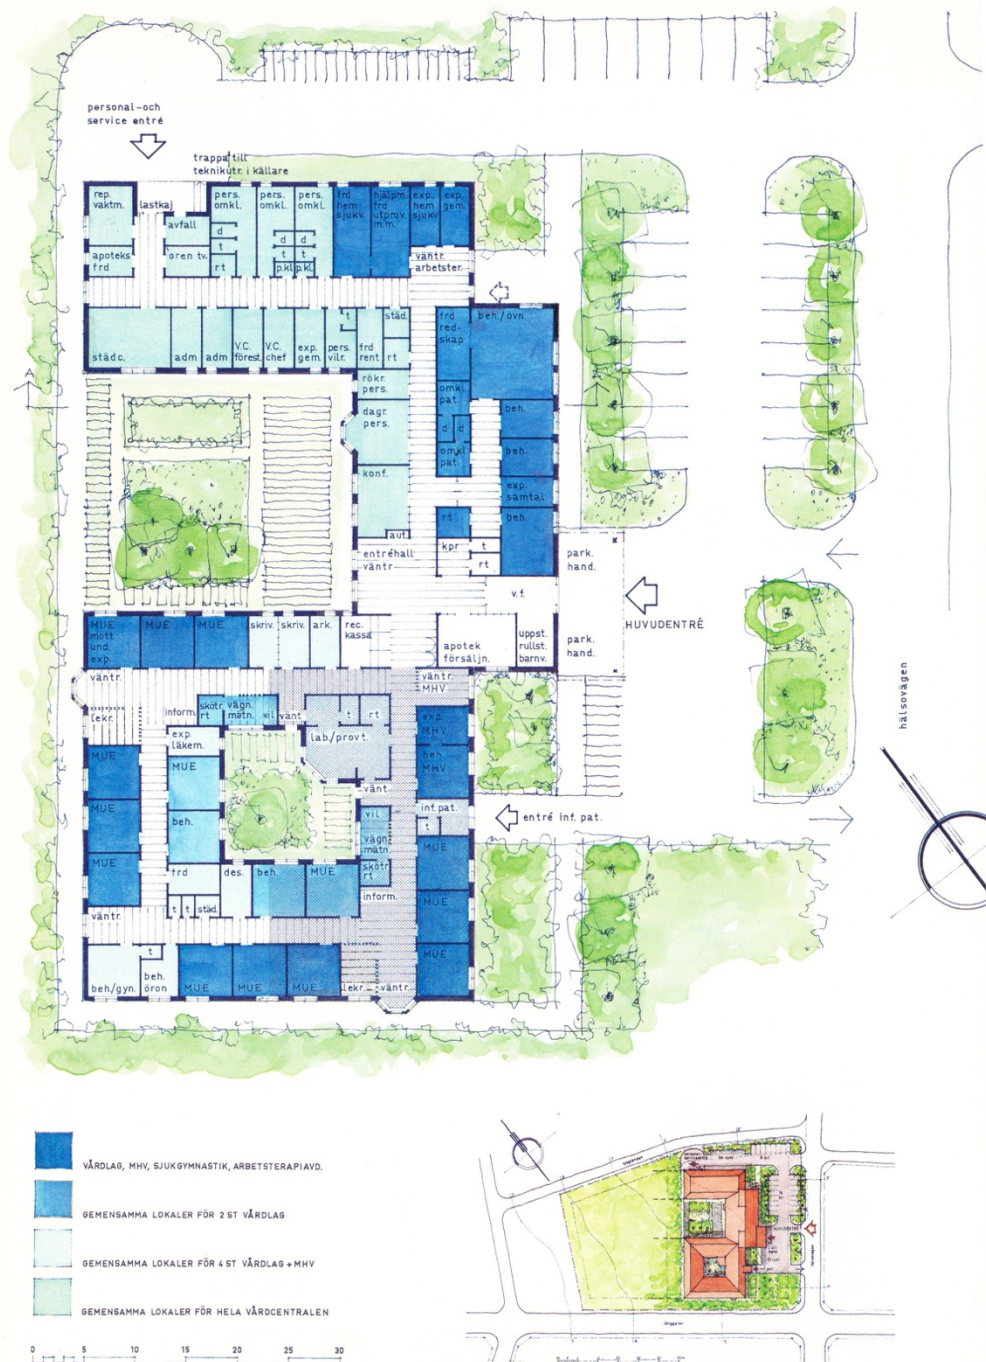 personal-och
service entré
trappa till
teknikutr. i källare
rep.
vaktm.
lastkaj
avfall
oren tv.
apoteks
frd
pers.
omkl.
d
t
rt
pers.
omkl.
d
t
p.kl
pers.
omkl.
d
t
p.kl
frd
hem
sjukv.
hjälpm.
frd
utprov.
m.m.
exp.
hem
sjukv.
exp.
gem.
väntr.
arbetster.
städc.
adm
adm
V.C.
förest.
V.C.
chef
exp.
gem.
pers.
vilr.
t
frd
rent
städ.
rt
rökr.
pers.
dagr.
pers.
konf.
aut.
frd
red-
skap
beh./övn
omkl
pat.
d
d
omkl
pat
beh.
beh.
exp.
samtal
beh.
rt
kpr
t
rt
entréhall
väntr
v.f.
park.
hand.
park.
hand.
HUVUDENTRÉ
MUE
mott
und.
exp.
MUE
MUE
skriv.
skriv.
ark.
rec.
kassa
apotek
försäljn.
uppst.
rullst.
barnv.
väntr.
väntr.
MHV
lekr.
inform.
skötr.
rt
vägn.
mätn.
vil
vänt
t
rt
lab./provt.
exp.
läkem.
exp.
MHV
beh
MHV
MUE
MUE
MUE
MUE
beh.
vänt
inf. pat.
t
entré inf. pat.
vil
vägn
mätn.
skötr
rt
frd
des.
beh.
MUE
inform.
t
t
städ.
väntr.
MUE
MUE
MUE
beh/gyn.
t
beh.
öron
MUE
MUE
MUE
lekr
väntr.
hälsovägen
A
VÅRDLAG, MHV, SJUKGYMNASTIK, ARBETSTERAPIAVD.
GEMENSAMMA LOKALER FÖR 2 ST VÅRDLAG
GEMENSAMMA LOKALER FÖR 4 ST VÅRDLAG + MHV
GEMENSAMMA LOKALER FÖR HELA VÅRDCENTRALEN
0 5 10 15 20 25 30
HUVUDENTRÉ